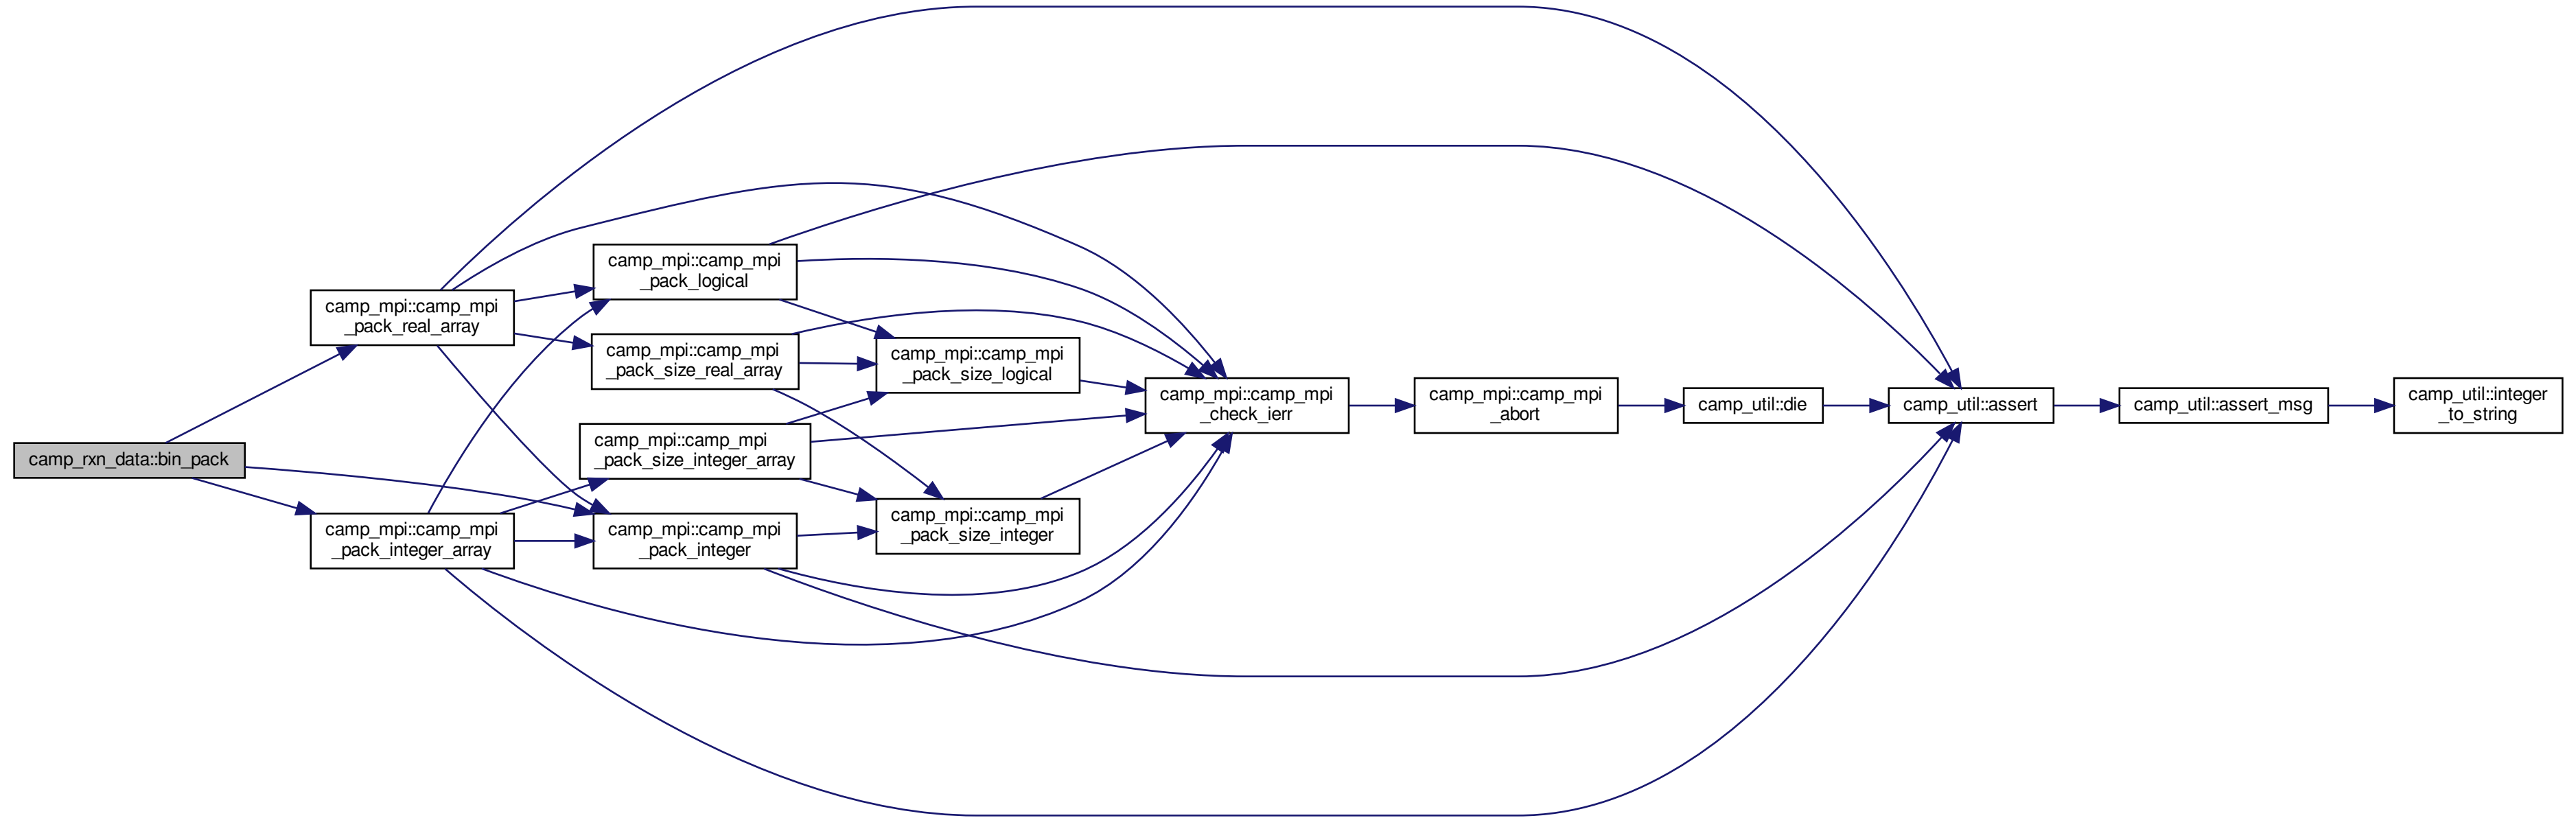 camp_rxn_data::bin_pack
camp_mpi::camp_mpi
_pack_real_array
camp_mpi::camp_mpi
_pack_integer_array
camp_mpi::camp_mpi
_pack_logical
camp_mpi::camp_mpi
_pack_size_real_array
camp_mpi::camp_mpi
_pack_size_integer_array
camp_mpi::camp_mpi
_pack_integer
camp_mpi::camp_mpi
_pack_size_logical
camp_mpi::camp_mpi
_pack_size_integer
camp_mpi::camp_mpi
_check_ierr
camp_mpi::camp_mpi
_abort
camp_util::die
camp_util::assert
camp_util::assert_msg
camp_util::integer
_to_string